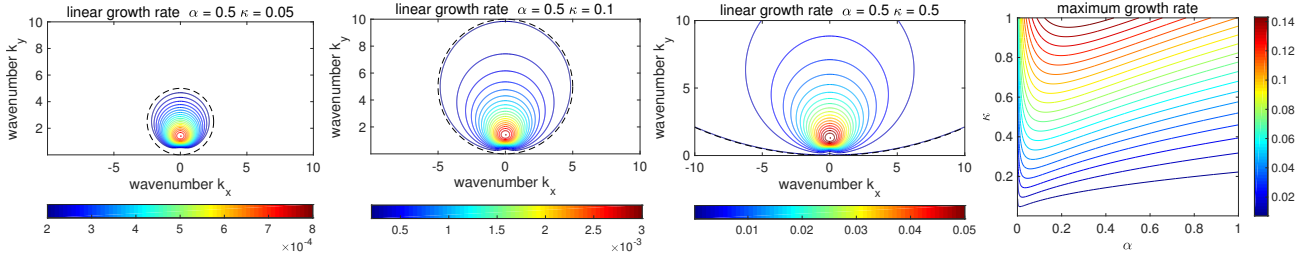 linear growth rate α = 0.5 κ = 0.05
wavenumber k_y
10
8
6
4
2
-5 0 5 10
wavenumber k_x
2 3 4 5 6 7 8
×10^-4
linear growth rate α = 0.5 κ = 0.1
wavenumber k_y
10
8
6
4
2
0
-10 -5 0 5 10
wavenumber k_x
0.5 1 1.5 2 2.5 3
×10^-3
linear growth rate α = 0.5 κ = 0.5
wavenumber k_y
10
5
0
-10 -5 0 5 10
wavenumber k_x
0.01 0.02 0.03 0.04 0.05
maximum growth rate
κ
1
0.8
0.6
0.4
0.2
0 0.2 0.4 0.6 0.8 1
α
0.14
0.12
0.1
0.08
0.06
0.04
0.02